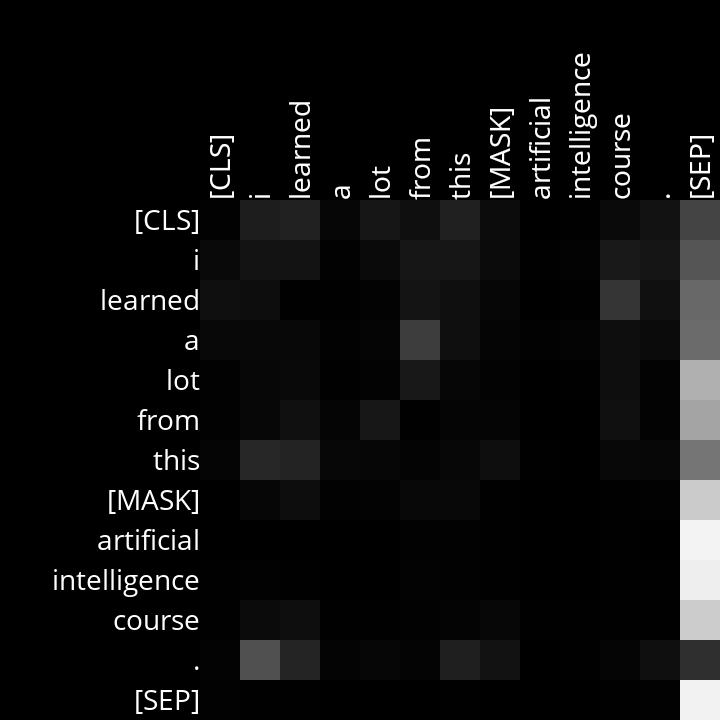 [CLS]
i
learned
a
lot
from
this
[MASK]
artificial
intelligence
course
.
[SEP]
[CLS]
i
learned
a
lot
from
this
[MASK]
artificial
intelligence
course
.
[SEP]